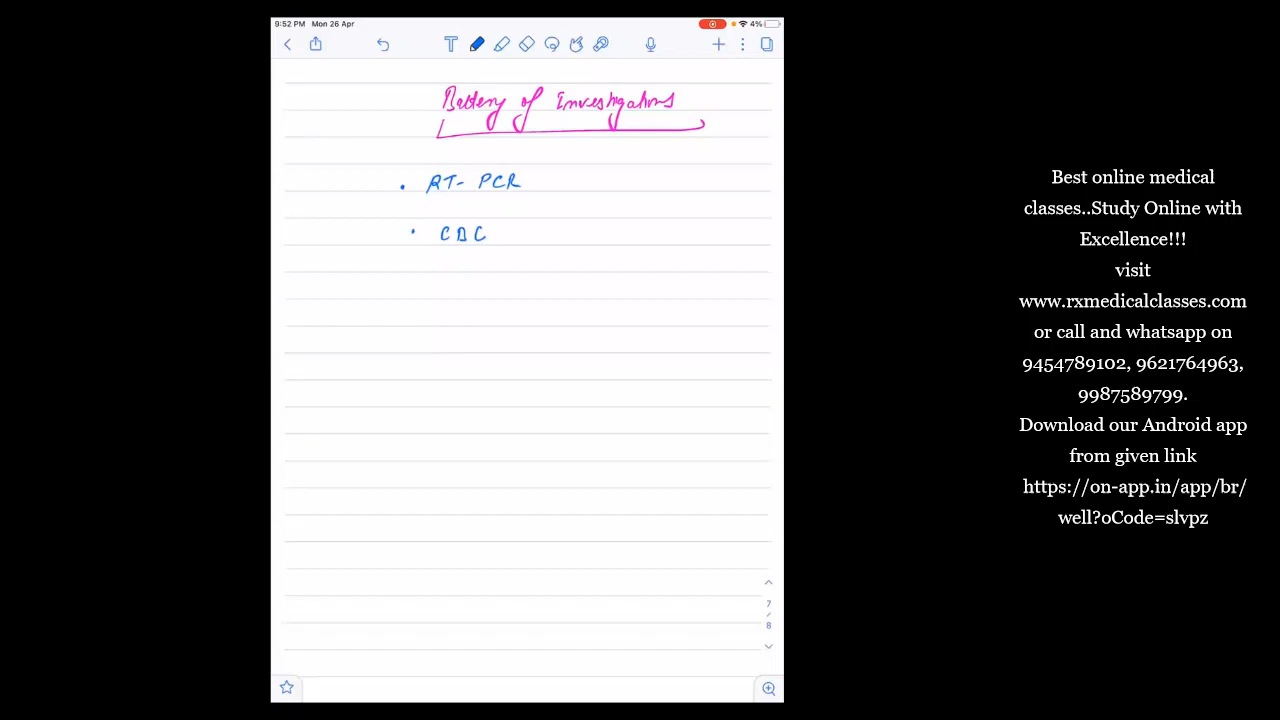 9:52 PM Mon 26 Apr
4%
Battery of Investigations
• RT-PCR
• CBC
7
/
8
Best online medical
classes..Study Online with
Excellence!!!
visit
www.rxmedicalclasses.com
or call and whatsapp on
9454789102, 9621764963,
9987589799.
Download our Android app
from given link
https://on-app.in/app/br/
well?oCode=slvpz